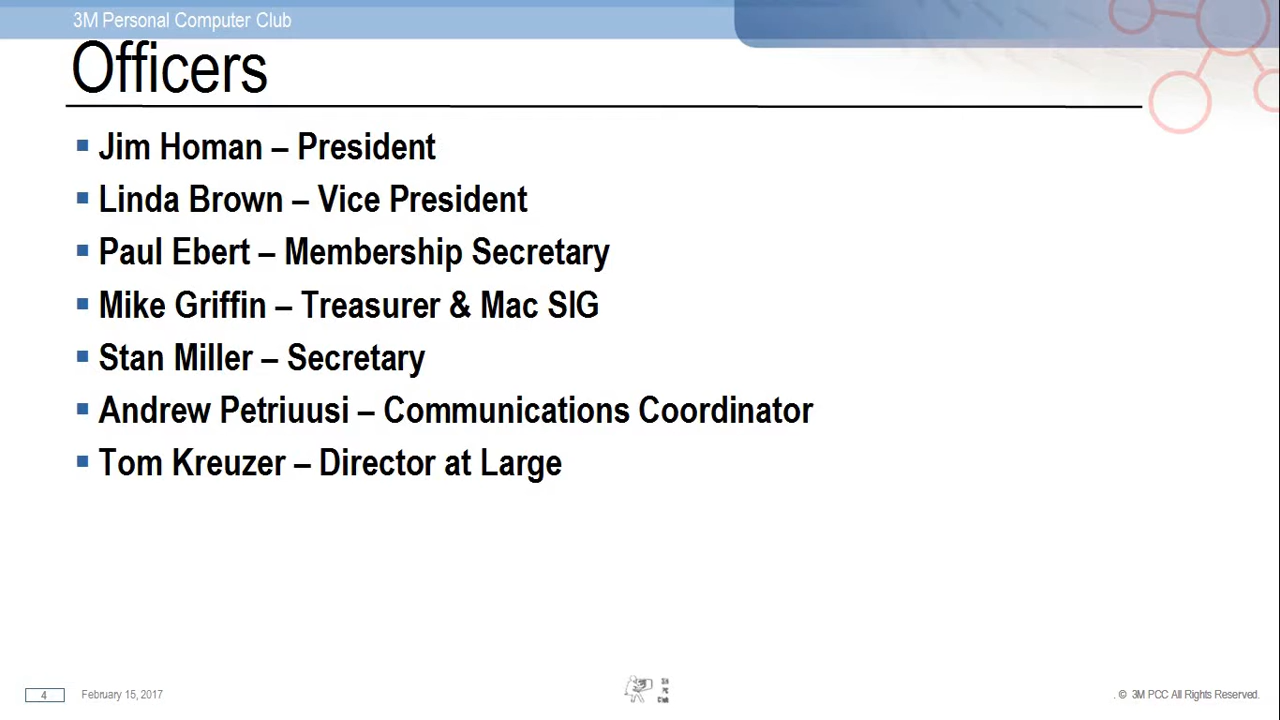 3M Personal Computer Club
Officers
Jim Homan – President
Linda Brown – Vice President
Paul Ebert – Membership Secretary
Mike Griffin – Treasurer & Mac SIG
Stan Miller – Secretary
Andrew Petriuusi – Communications Coordinator
Tom Kreuzer – Director at Large
4
February 15, 2017
PC
Club
. © 3M PCC All Rights Reserved.